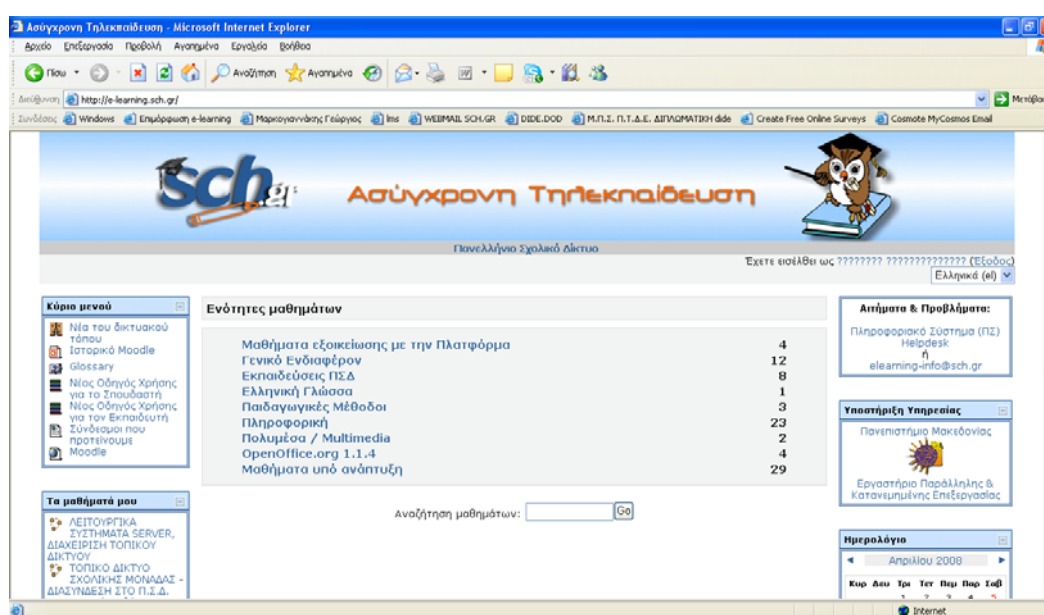 Ασύγχρονη Τηλεκπαίδευση - Microsoft Internet Explorer
Αρχείο Επεξεργασία Προβολή Αγαπημένα Εργαλεία Βοήθεια
Πίσω Αναζήτηση Αγαπημένα
Διεύθυνση http://e-learning.sch.gr/
Συνδέσεις Windows Επιμόρφωση e-learning Μαρκογιαννάκης Γεώργιος lms WEBMAIL SCH.GR DIDE.DOD Μ.Π.Σ. Π.Τ.Δ.Ε. ΔΙΠΛΩΜΑΤΙΚΗ dide Create Free Online Surveys Cosmote MyCosmos Email
sch.gr Ασύγχρονη Τηλεκπαίδευση
Πανελλήνιο Σχολικό Δίκτυο
Έχετε εισέλθει ως ???????? ?????????????? (Έξοδος)
Ελληνικά (el)
Κύριο μενού
Νέα του δικτυακού
τόπου
Ιστορικό Moodle
Glossary
Νέος Οδηγός Χρήσης
για το Σπουδαστή
Νέος Οδηγός Χρήσης
για τον Εκπαιδευτή
Σύνδεσμοι που
προτείνουμε
Moodle
Τα μαθήματά μου
ΛΕΙΤΟΥΡΓΙΚΑ
ΣΥΣΤΗΜΑΤΑ SERVER,
ΔΙΑΧΕΙΡΙΣΗ ΤΟΠΙΚΟΥ
ΔΙΚΤΥΟΥ
ΤΟΠΙΚΟ ΔΙΚΤΥΟ
ΣΧΟΛΙΚΗΣ ΜΟΝΑΔΑΣ -
ΔΙΑΣΥΝΔΕΣΗ ΣΤΟ Π.Σ.Δ.
Ενότητες μαθημάτων
Μαθήματα εξοικείωσης με την Πλατφόρμα 4
Γενικό Ενδιαφέρον 12
Εκπαιδεύσεις ΠΣΔ 8
Ελληνική Γλώσσα 1
Παιδαγωγικές Μέθοδοι 3
Πληροφορική 23
Πολυμέσα / Multimedia 2
OpenOffice.org 1.1.4 4
Μαθήματα υπό ανάπτυξη 29
Αναζήτηση μαθημάτων: Go
Αιτήματα & Προβλήματα:
Πληροφοριακό Σύστημα (ΠΣ)
Helpdesk
ή
elearning-info@sch.gr
Υποστήριξη Υπηρεσίας
Πανεπιστήμιο Μακεδονίας
Εργαστήριο Παράλληλης &
Κατανεμημένης Επεξεργασίας
Ημερολόγιο
Απριλίου 2008
Κυρ Δευ Τρι Τετ Πεμ Παρ Σαβ
1 2 3 4 5
Internet